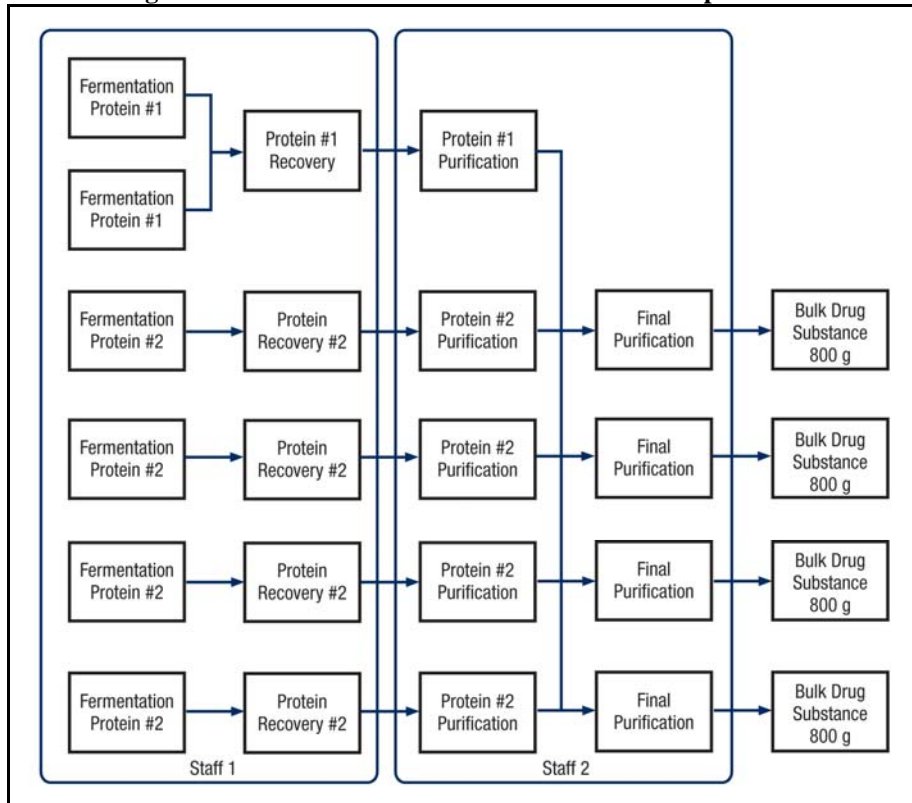 Fermentation
Protein #1
Protein #1
Recovery
Protein #1
Purification
Fermentation
Protein #1
Fermentation
Protein #2
Protein
Recovery #2
Protein #2
Purification
Final
Purification
Bulk Drug
Substance
800 g
Fermentation
Protein #2
Protein
Recovery #2
Protein #2
Purification
Final
Purification
Bulk Drug
Substance
800 g
Fermentation
Protein #2
Protein
Recovery #2
Protein #2
Purification
Final
Purification
Bulk Drug
Substance
800 g
Fermentation
Protein #2
Protein
Recovery #2
Protein #2
Purification
Final
Purification
Bulk Drug
Substance
800 g
Staff 1
Staff 2